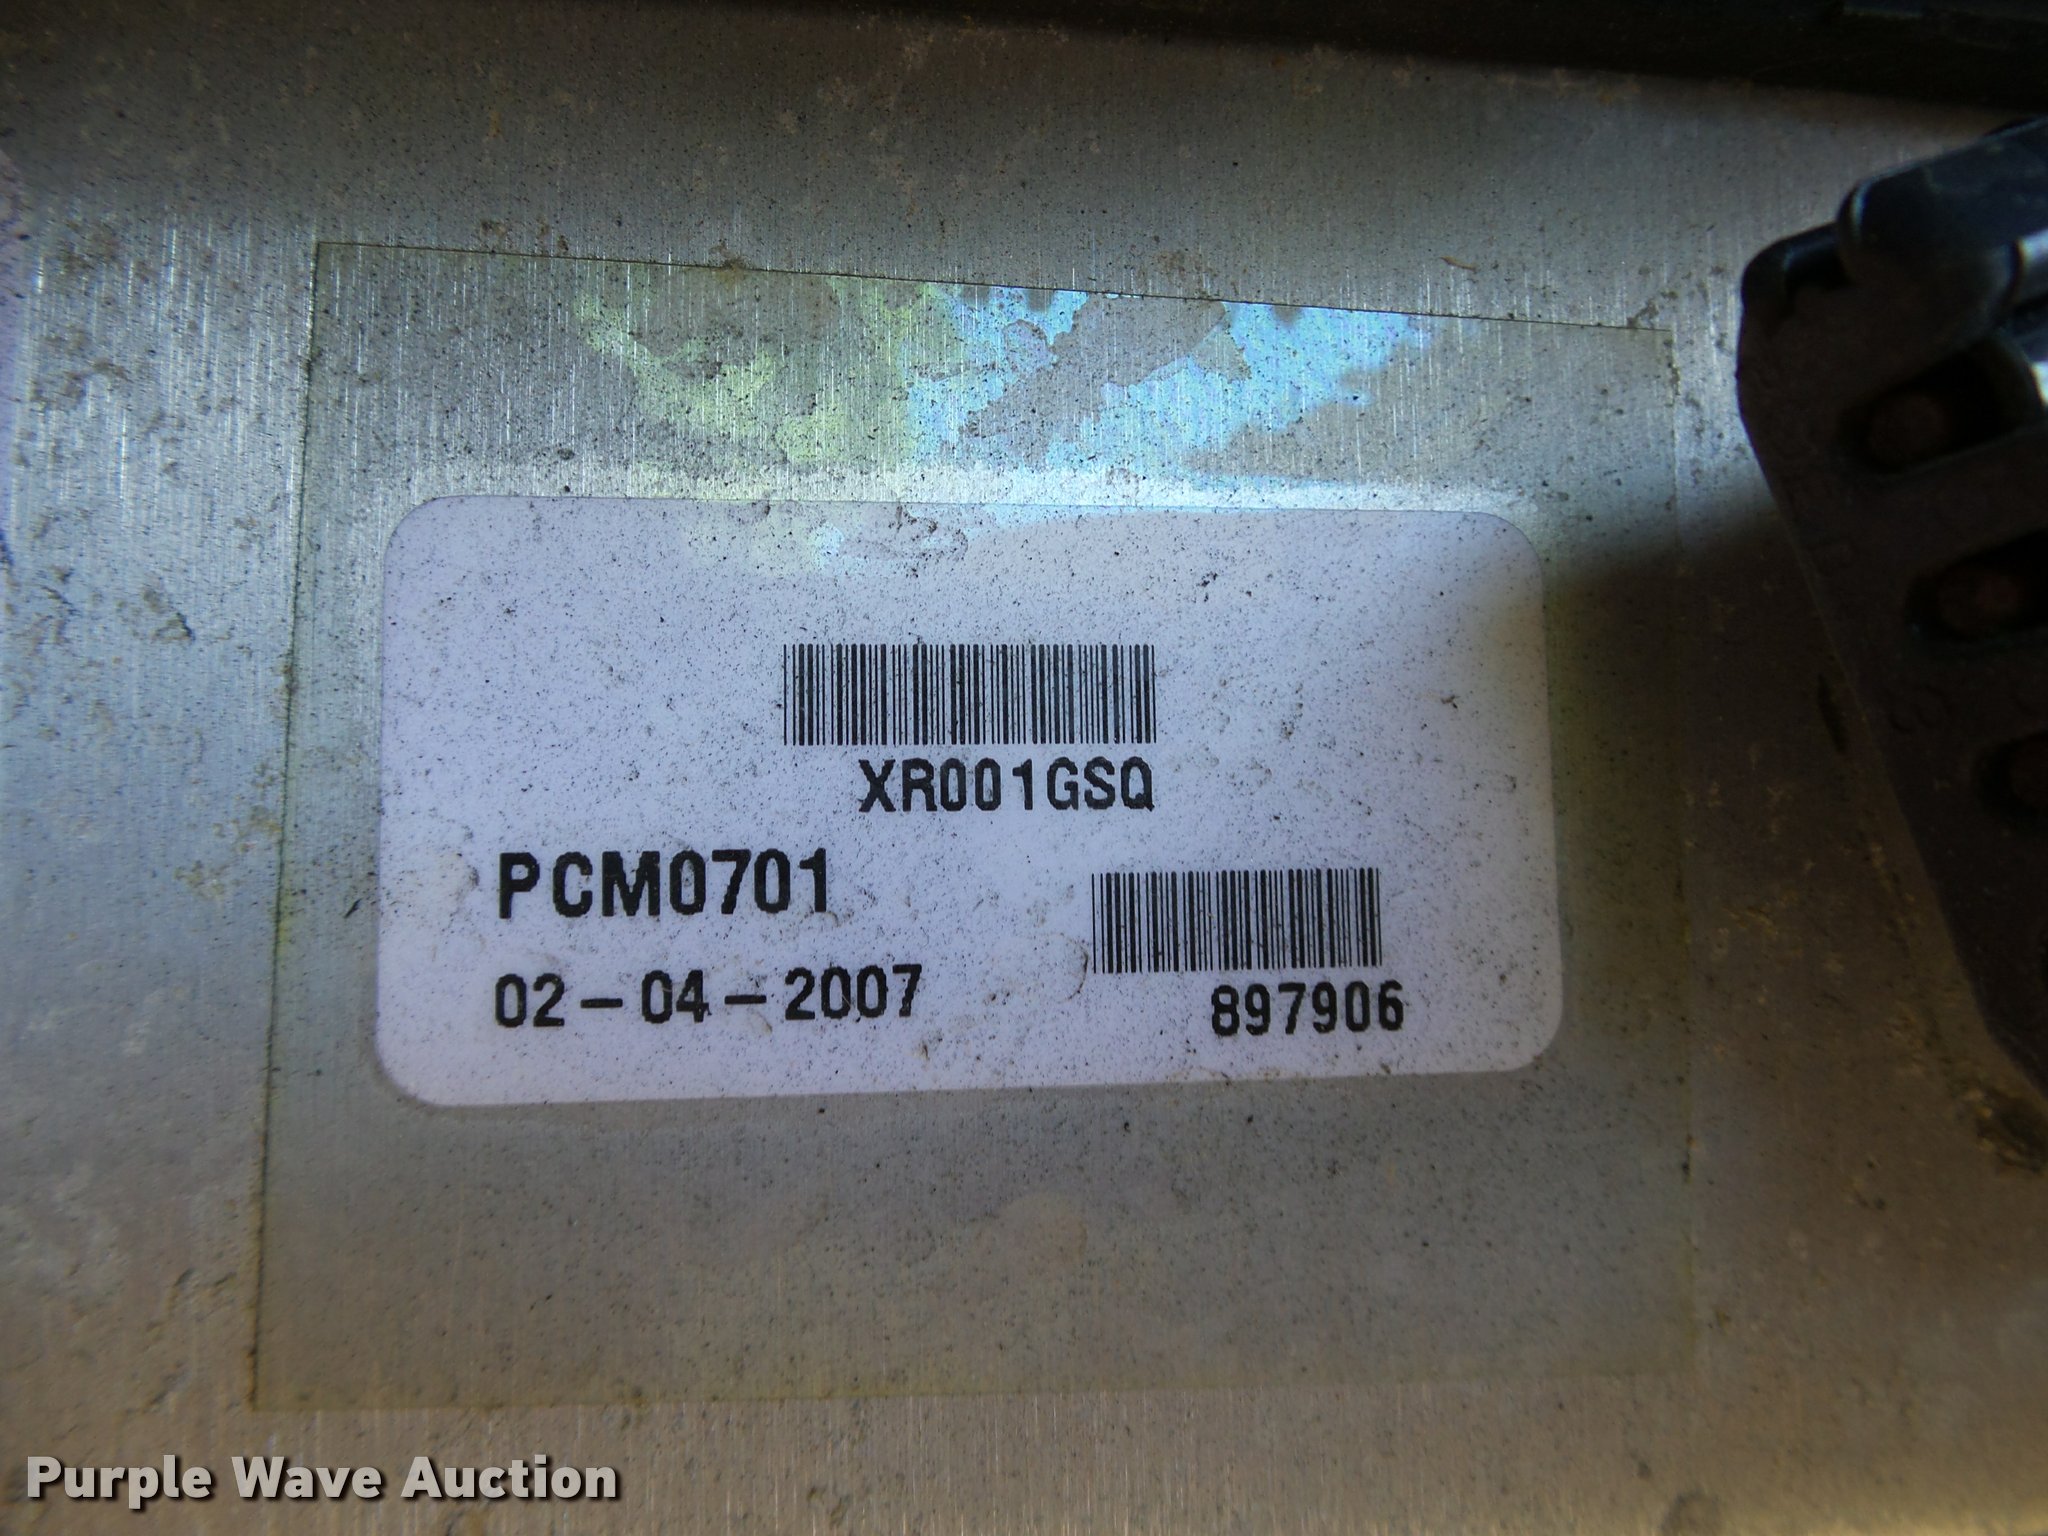 XR001GSQ
PCM0701
02-04-2007
897906
Purple Wave Auction